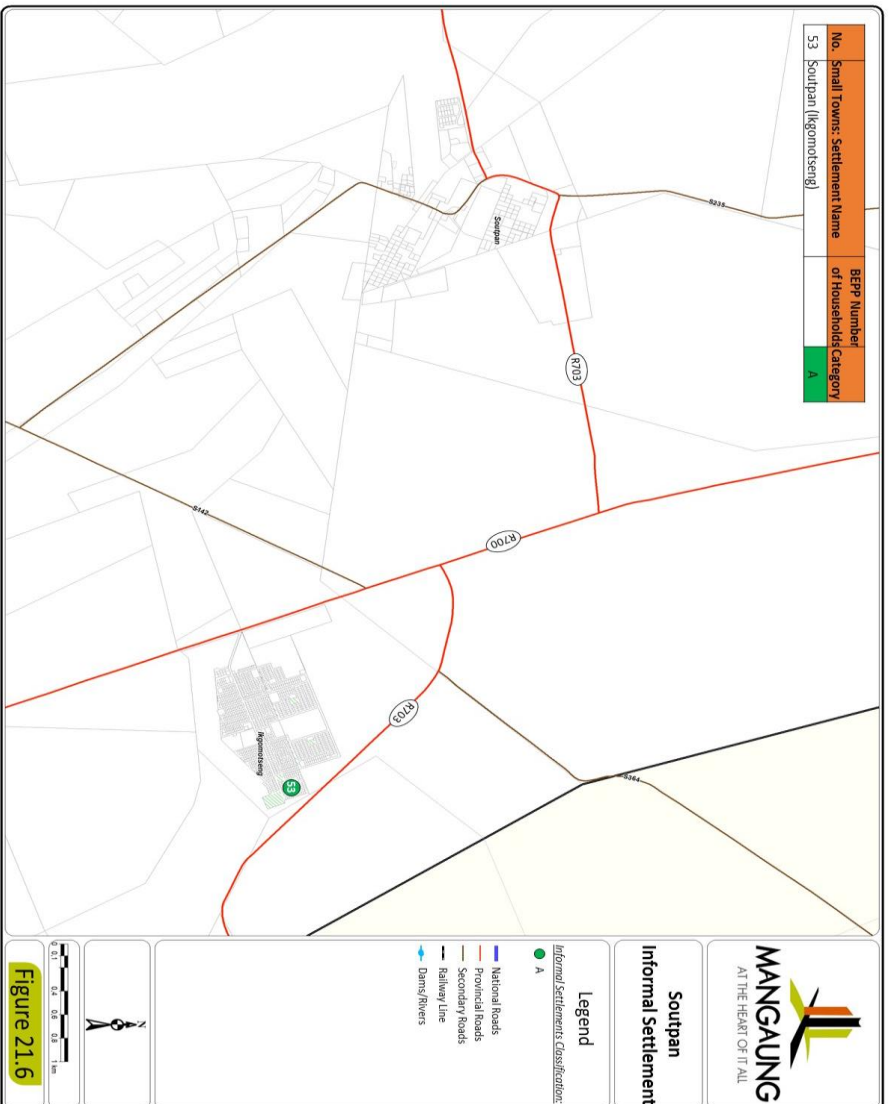 No. Small Towns: Settlement Name BEPP Number of Households Category
53 Soutpan (Ikgomotseng) A
S235
Soutpan
R703
R700
S142
R703
S364
Ikgomotseng
53
MANGAUNG
AT THE HEART OF IT ALL
Soutpan
Informal Settlement
Legend
Informal Settlements Classification:
A
National Roads
Provincial Roads
Secondary Roads
Railway Line
Dams/Rivers
N
0 0.1 0.4 0.6 0.8 1 km
Figure 21.6